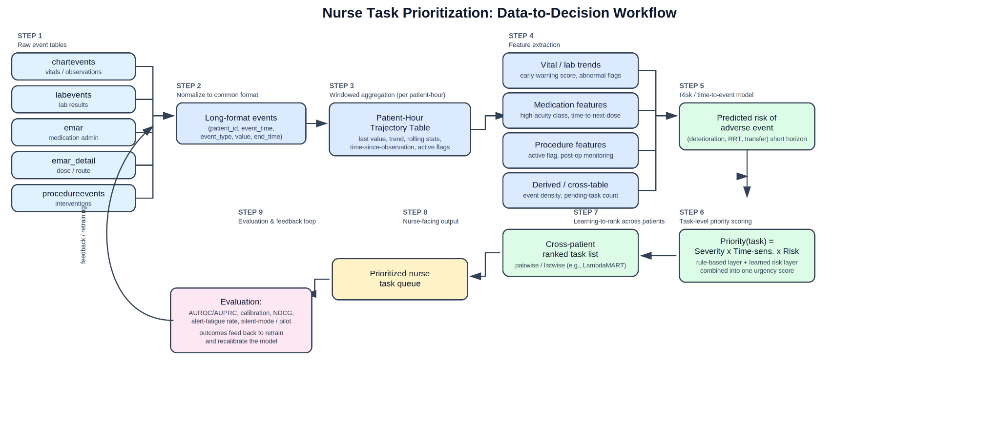 Nurse Task Prioritization: Data-to-Decision Workflow
STEP 1
Raw event tables
chartevents
vitals / observations
labevents
lab results
emar
medication admin
emar_detail
dose / route
procedureevents
interventions
STEP 2
Normalize to common format
Long-format events
(patient_id, event_time,
event_type, value, end_time)
STEP 3
Windowed aggregation (per patient-hour)
Patient-Hour
Trajectory Table
last value, trend, rolling stats,
time-since-observation, active flags
STEP 4
Feature extraction
Vital / lab trends
early-warning score, abnormal flags
Medication features
high-acuity class, time-to-next-dose
Procedure features
active flag, post-op monitoring
Derived / cross-table
event density, pending-task count
STEP 5
Risk / time-to-event model
Predicted risk of
adverse event
(deterioration, RRT, transfer) short horizon
STEP 6
Task-level priority scoring
Priority(task) =
Severity x Time-sens. x Risk
rule-based layer + learned risk layer
combined into one urgency score
STEP 7
Learning-to-rank across patients
Cross-patient
ranked task list
pairwise / listwise (e.g., LambdaMART)
STEP 8
Nurse-facing output
Prioritized nurse
task queue
STEP 9
Evaluation & feedback loop
Evaluation:
AUROC/AUPRC, calibration, NDCG,
alert-fatigue rate, silent-mode / pilot
outcomes feed back to retrain
and recalibrate the model
feedback / retraining